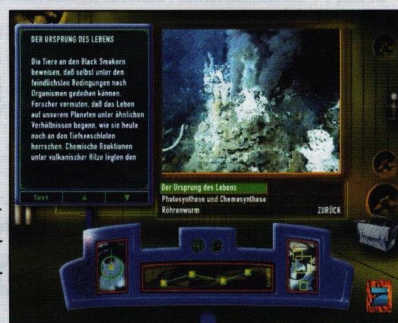 DER URSPRUNG DES LEBENS
Die Tiere an den Black Smokern
beweisen, daß selbst unter den
feindlichsten Bedingungen noch
Organismen gedeihen können.
Forscher vermuten, daß das Leben
auf unserem Planeten unter ähnlichen
Verhältnissen begann, wie sie heute
noch an den Tiefseeschloten
herrschen. Chemische Reaktionen
unter vulkanischer Hitze legten den
Text
Der Ursprung des Lebens
Photosynthese und Chemosynthese
Röhrenwurm
ZURÜCK